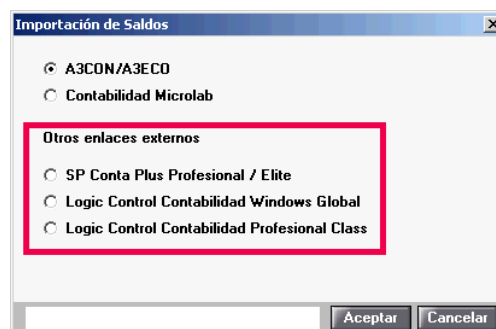 Importación de Saldos
A3CON/A3ECO
Contabilidad Microlab
Otros enlaces externos
SP Conta Plus Profesional / Elite
Logic Control Contabilidad Windows Global
Logic Control Contabilidad Profesional Class
Aceptar Cancelar